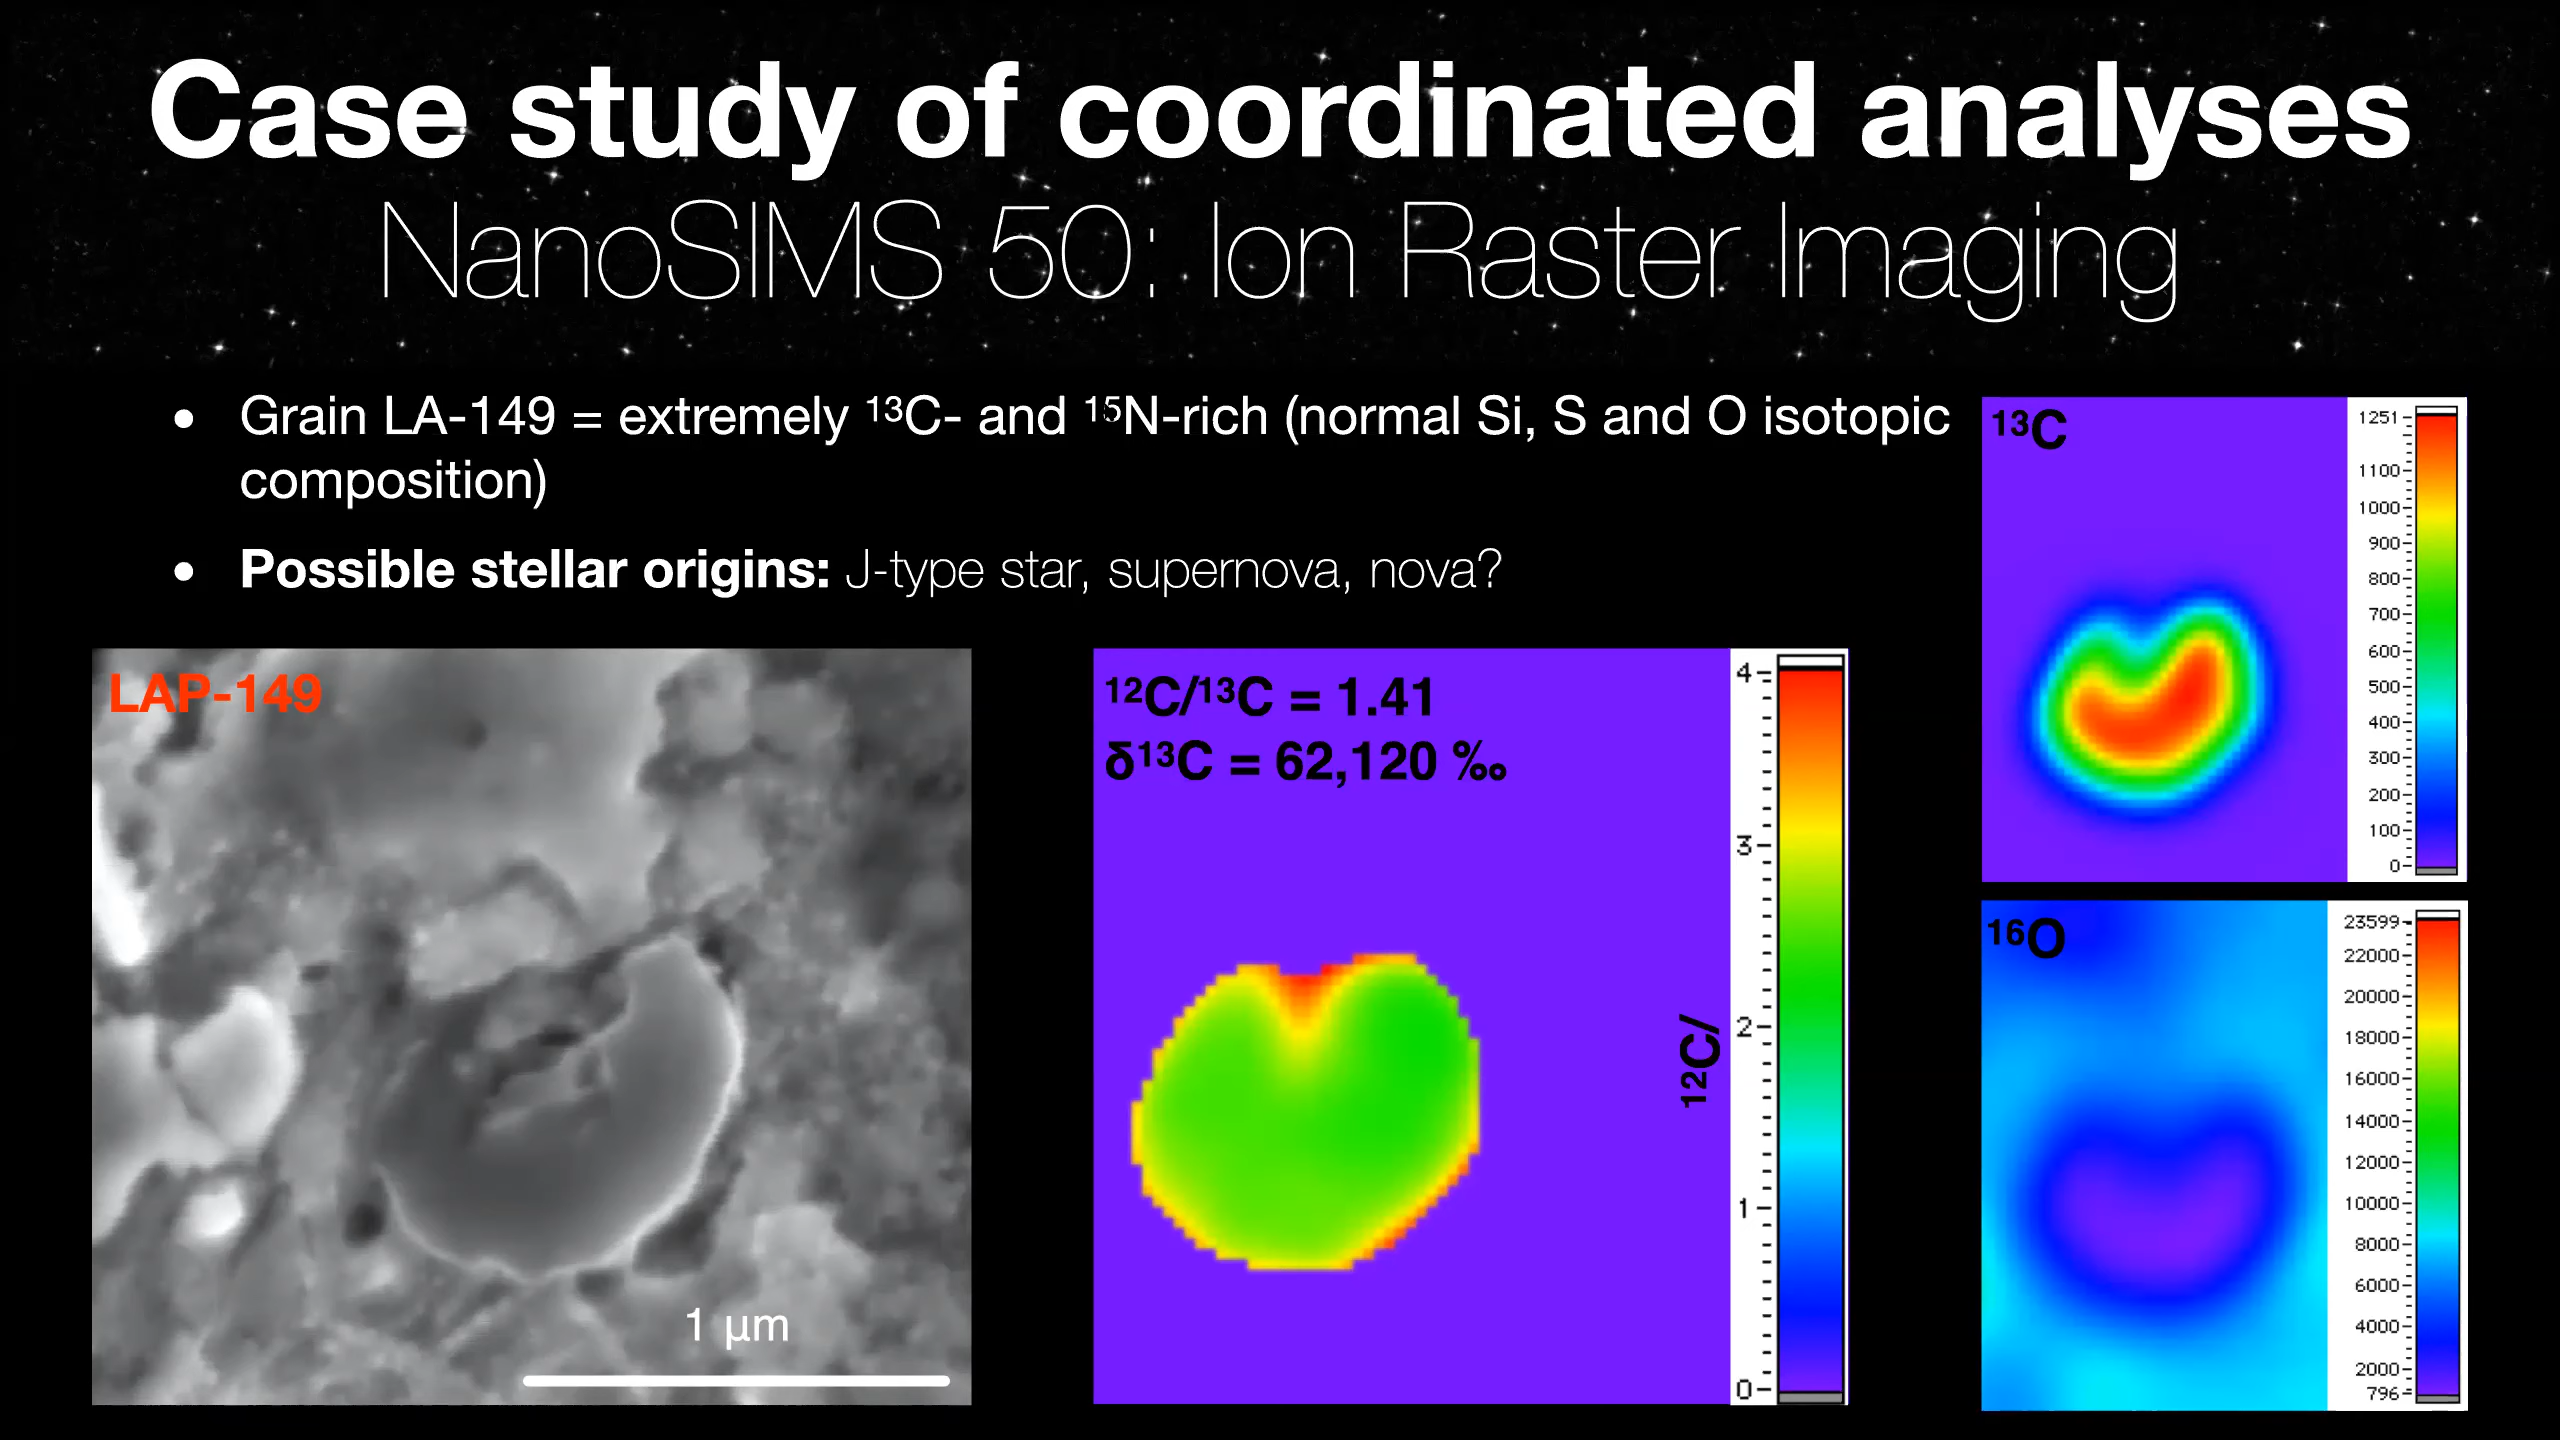 Case study of coordinated analyses
NanoSIMS 50: Ion Raster Imaging
• Grain LA-149 = extremely ¹³C- and ¹⁵N-rich (normal Si, S and O isotopic
composition)
• Possible stellar origins: J-type star, supernova, nova?
LAP-149
1 µm
¹²C/¹³C = 1.41
δ¹³C = 62,120 ‰
¹²C/
4
3
2
1
0
¹³C
1251
1100
1000
900
800
700
600
500
400
300
200
100
0
¹⁶O
23599
22000
20000
18000
16000
14000
12000
10000
8000
6000
4000
2000
796